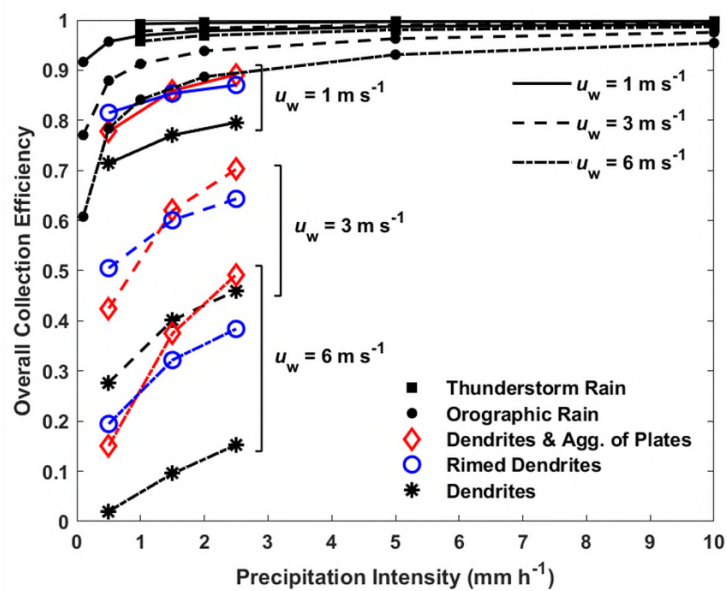 1
0.9
0.8
0.7
0.6
0.5
0.4
0.3
0.2
0.1
0
Overall Collection Efficiency
u_w = 1 m s⁻¹
u_w = 3 m s⁻¹
u_w = 6 m s⁻¹
u_w = 1 m s⁻¹
u_w = 3 m s⁻¹
u_w = 6 m s⁻¹
Thunderstorm Rain
Orographic Rain
Dendrites & Agg. of Plates
Rimed Dendrites
Dendrites
0 1 2 3 4 5 6 7 8 9 10
Precipitation Intensity (mm h⁻¹)